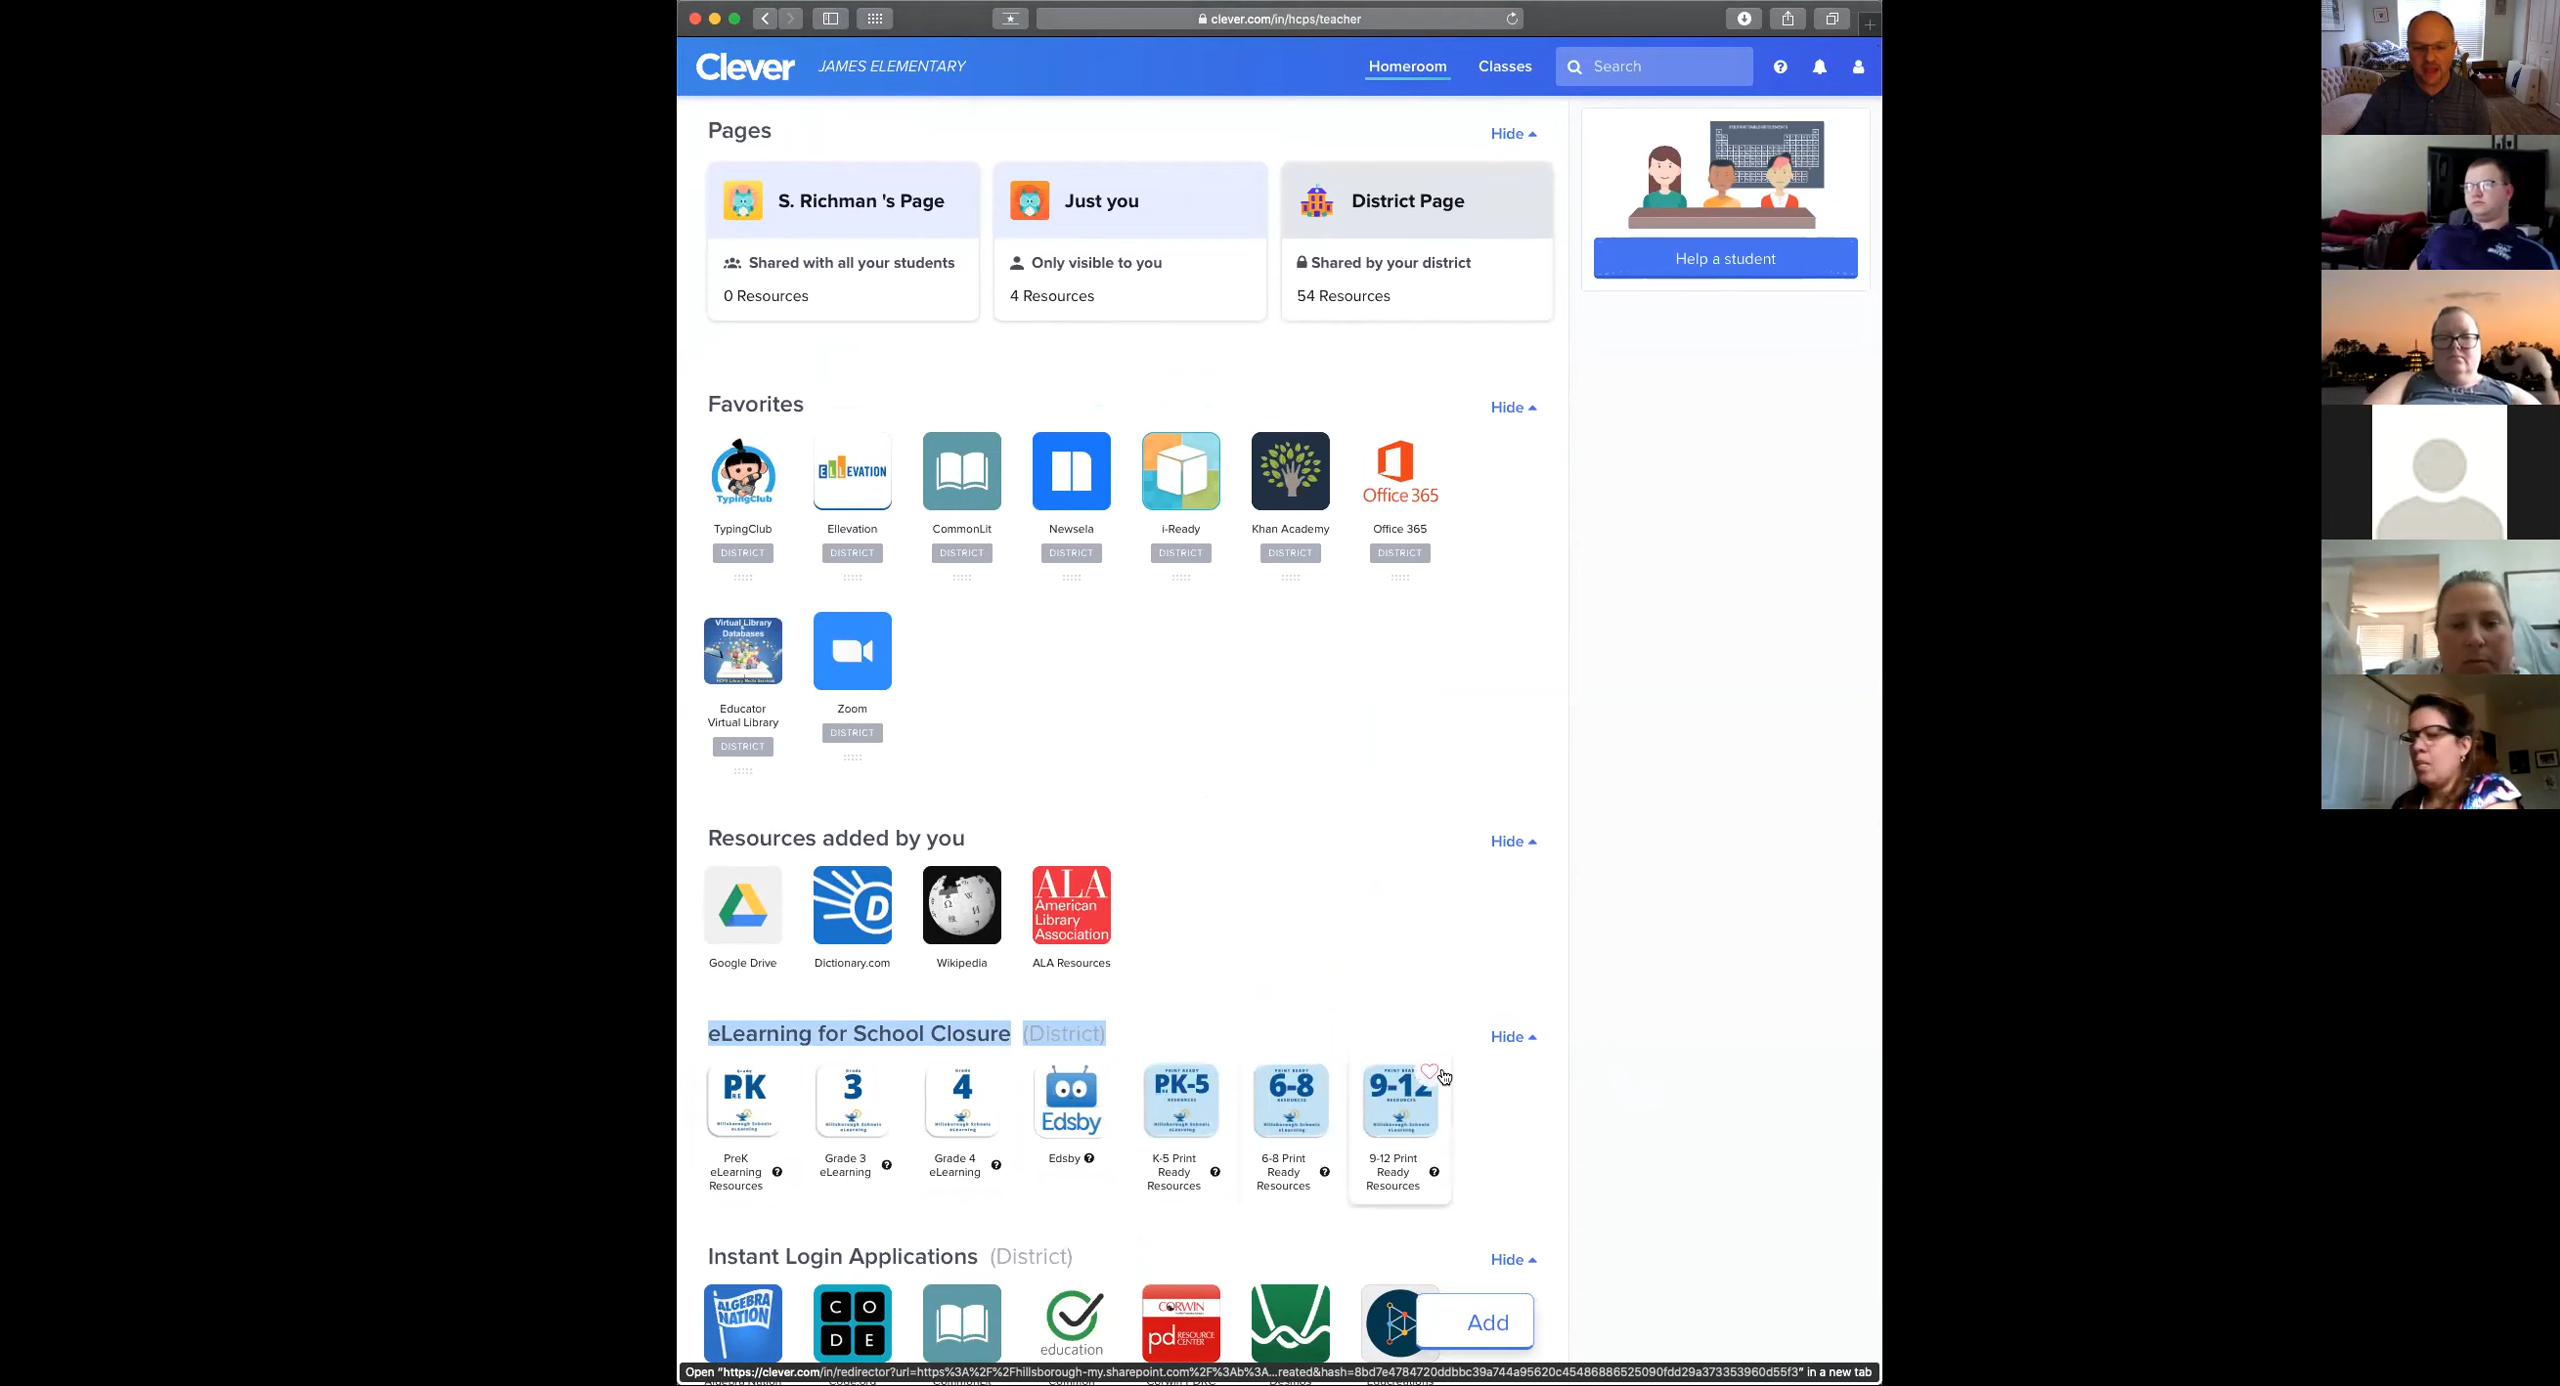 clever.com/in/hcps/teacher
Clever JAMES ELEMENTARY Homeroom Classes Search
Pages Hide
S. Richman 's Page
Shared with all your students
0 Resources
Just you
Only visible to you
4 Resources
District Page
Shared by your district
54 Resources
Help a student
Favorites Hide
TypingClub
ELLEVATION
Office 365
TypingClub Ellevation CommonLit Newsela i-Ready Khan Academy Office 365
DISTRICT DISTRICT DISTRICT DISTRICT DISTRICT DISTRICT DISTRICT
Virtual Library
Databases
Educator
Virtual Library
Zoom
DISTRICT DISTRICT
Resources added by you Hide
D
W
ALA
American
Library
Association
Google Drive Dictionary.com Wikipedia ALA Resources
eLearning for School Closure (District) Hide
PK
3
4
Edsby
PK-5
6-8
9-12
PreK
eLearning
Resources
Grade 3
eLearning
Grade 4
eLearning
Edsby
K-5 Print
Ready
Resources
6-8 Print
Ready
Resources
9-12 Print
Ready
Resources
Instant Login Applications (District) Hide
ALGEBRA
NATION
CO
DE
education
CORWIN
pd RESOURCE
CENTER
Add
Open "https://clever.com/in/redirector?url=https%3A%2F%2Fhillsborough-my.sharepoint.com%2F%3Ab%3A...reated&hash=8bd7e4784720ddbbc39a744a95620c45486886525090fdd29a373353960d55f3" in a new tab